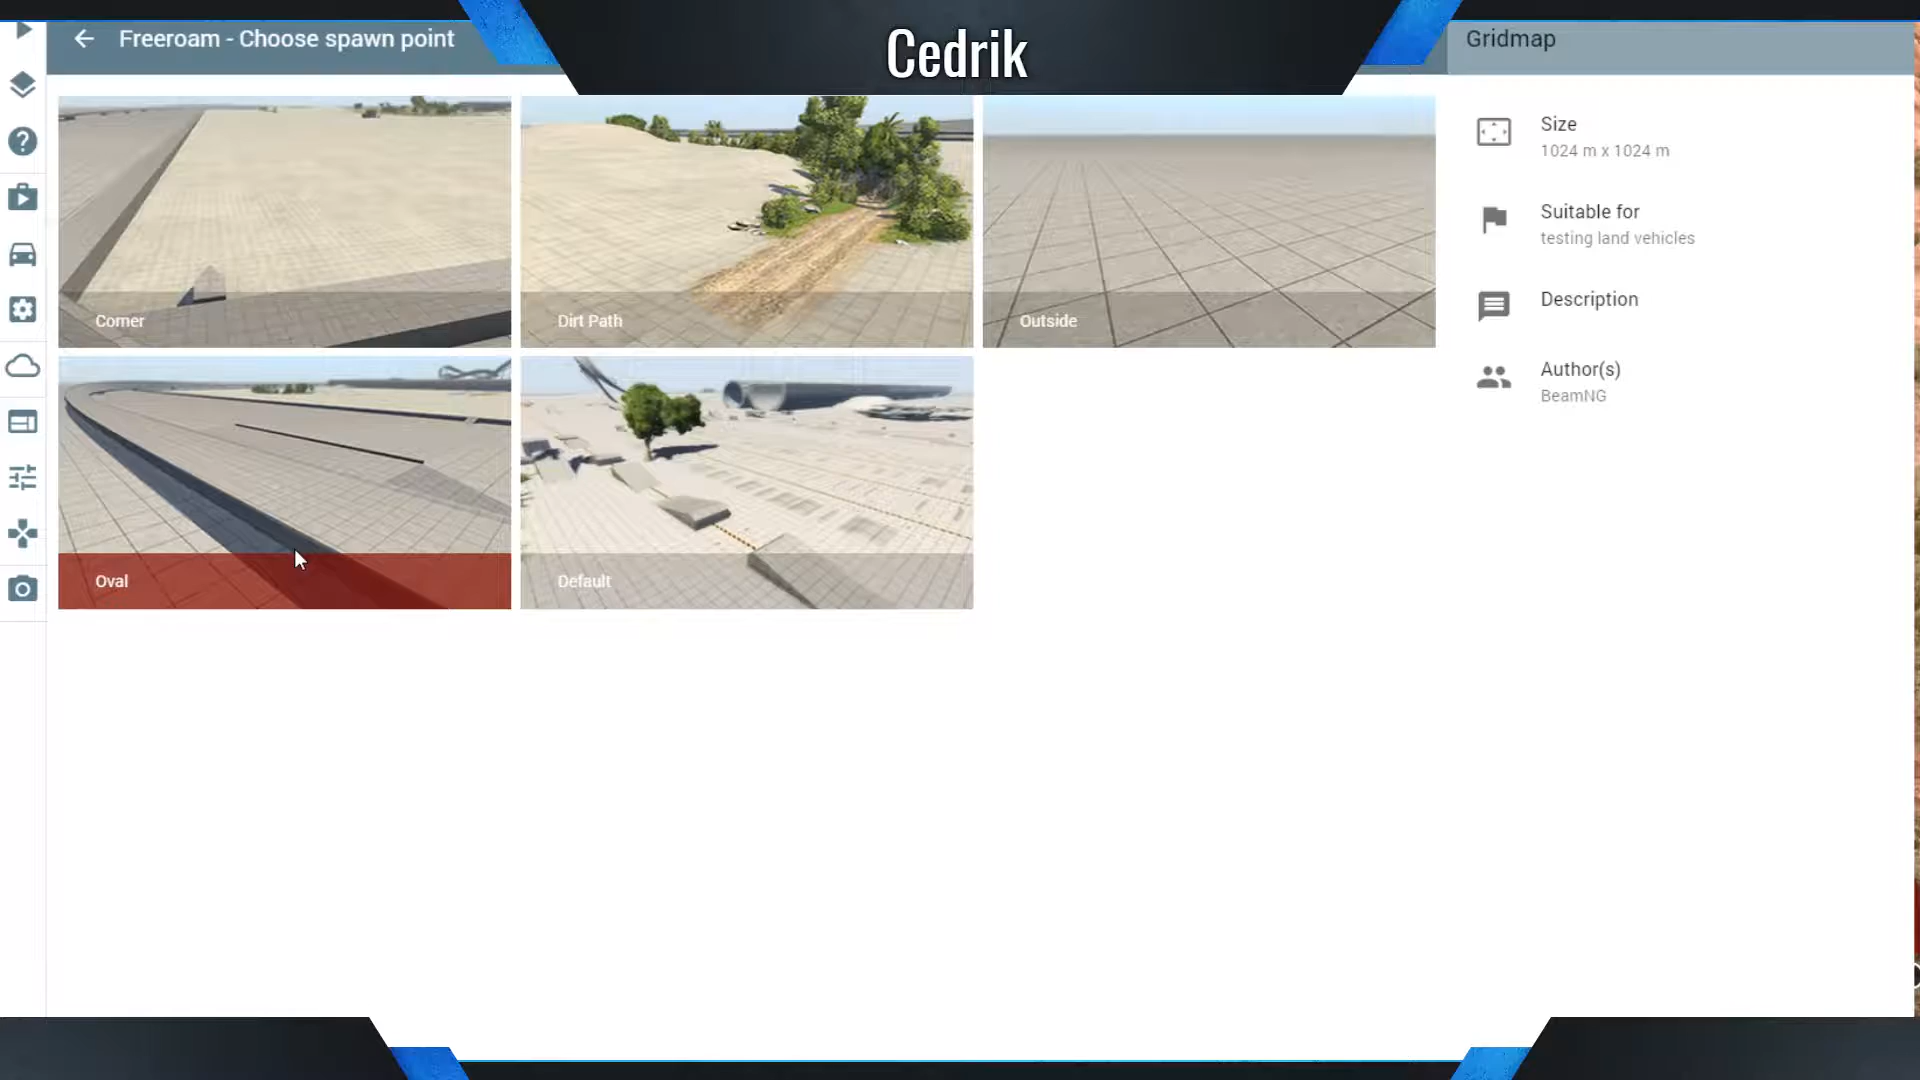 Cedrik
Freeroam - Choose spawn point
Gridmap
Corner
Dirt Path
Outside
Oval
Default
Size
1024 m x 1024 m
Suitable for
testing land vehicles
Description
Author(s)
BeamNG